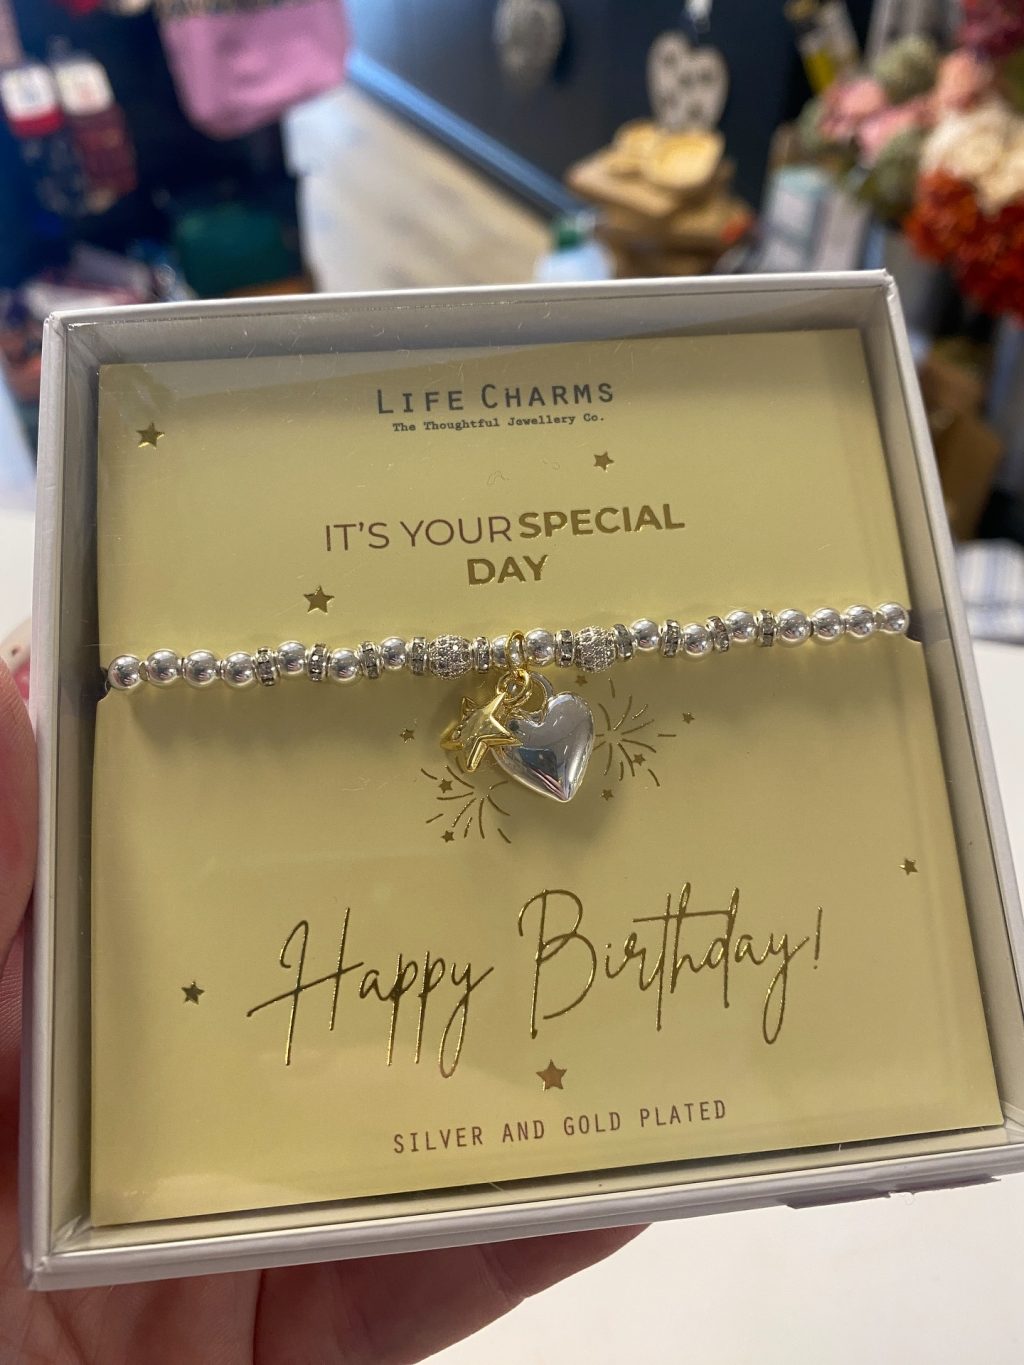 LIFE CHARMS
The Thoughtful Jewellery Co.
IT'S YOUR SPECIAL
DAY
Happy Birthday!
SILVER AND GOLD PLATED